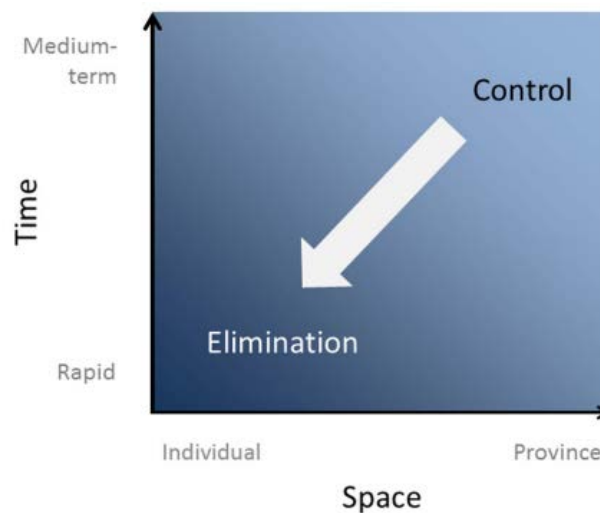 Medium-
term
Control
Time
Elimination
Rapid
Individual
Province
Space